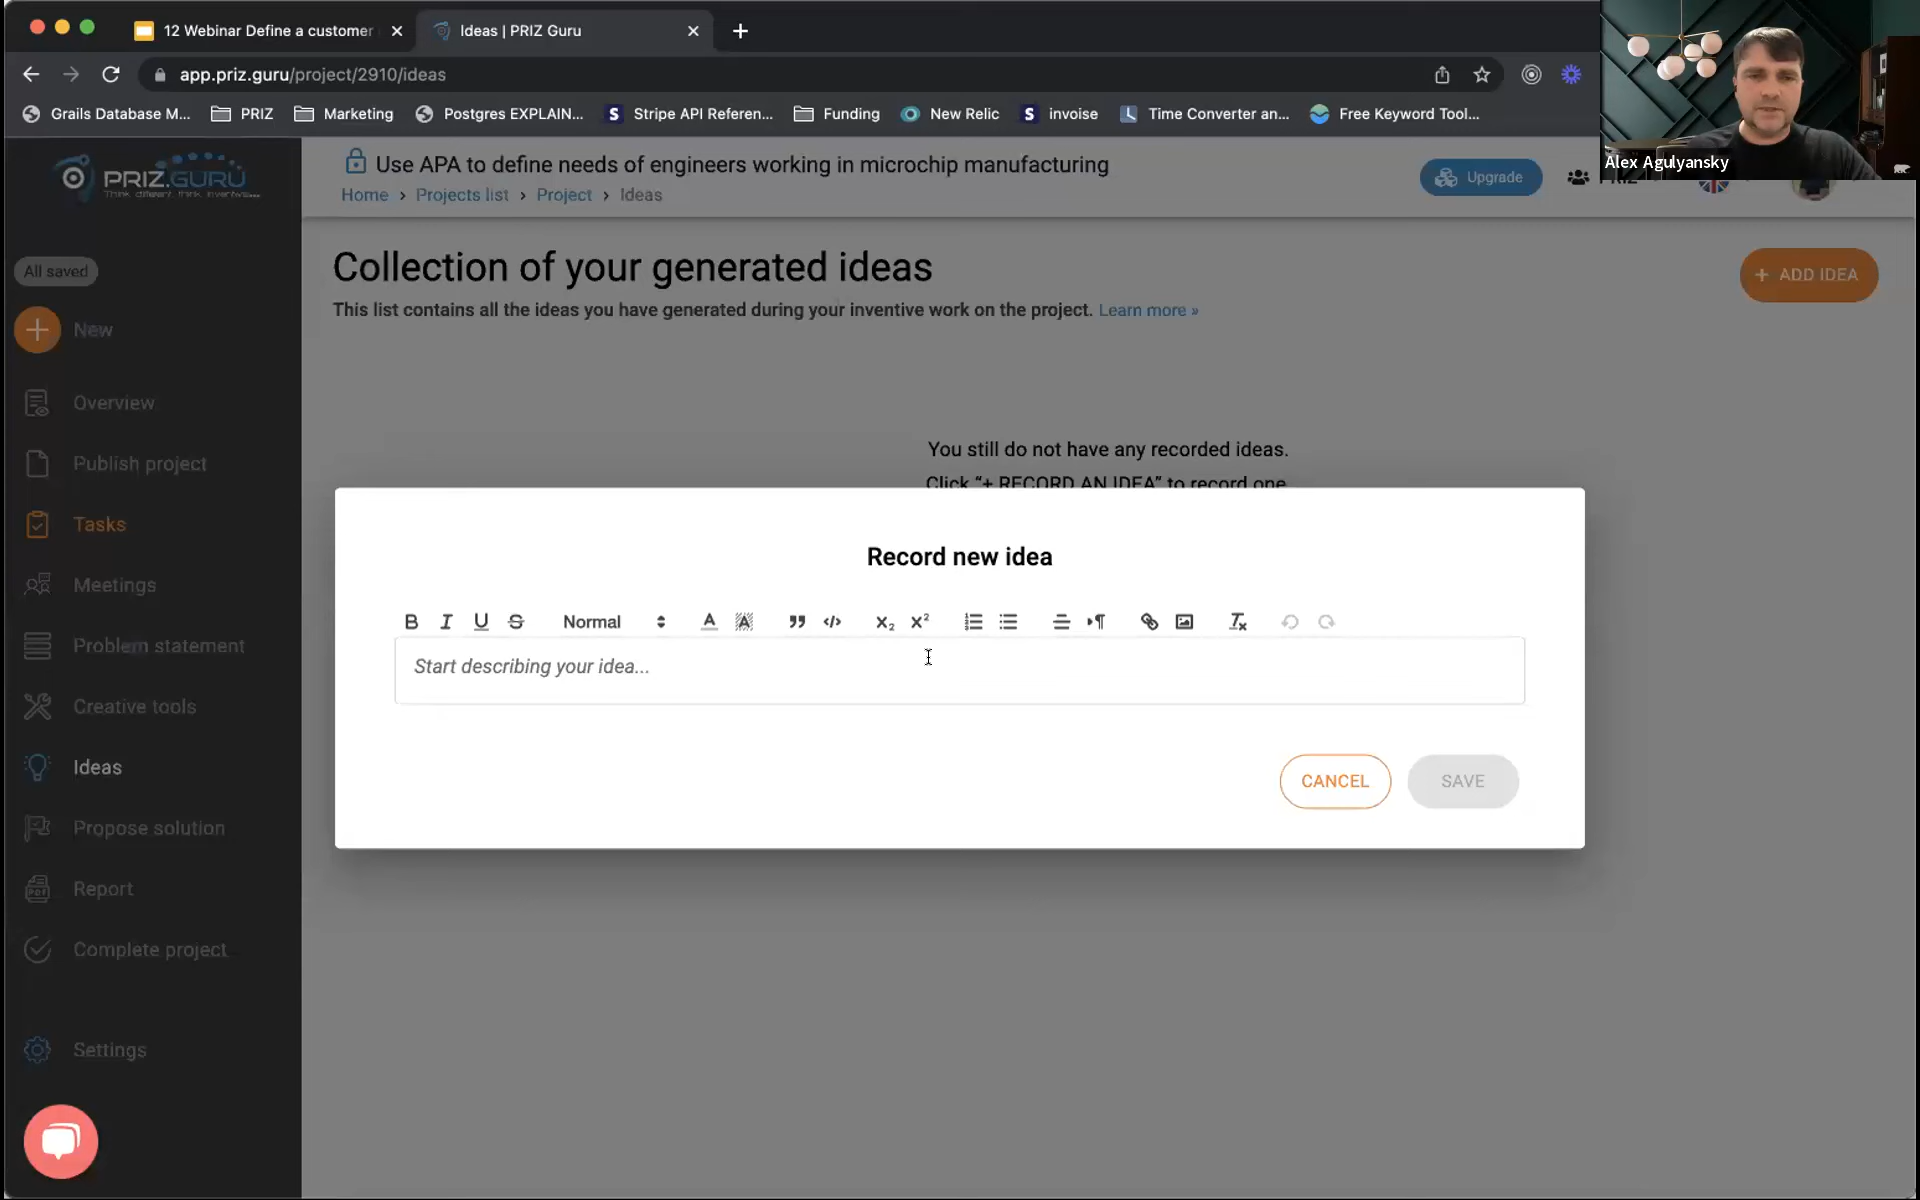 12 Webinar Define a customer
Ideas | PRIZ Guru
app.priz.guru/project/2910/ideas
Grails Database M...
PRIZ
Marketing
Postgres EXPLAIN...
Stripe API Referen...
Funding
New Relic
invoise
Time Converter an...
Free Keyword Tool...
Alex Agulyansky
PRIZ.GURU
Think different, think inventive...
Use APA to define needs of engineers working in microchip manufacturing
Home > Projects list > Project > Ideas
Upgrade
All saved
New
Overview
Publish project
Tasks
Meetings
Problem statement
Creative tools
Ideas
Propose solution
Report
Complete project
Settings
Collection of your generated ideas
+ ADD IDEA
This list contains all the ideas you have generated during your inventive work on the project. Learn more »
You still do not have any recorded ideas.
Click "+ RECORD AN IDEA" to record one
Record new idea
B I U S Normal
Start describing your idea...
CANCEL
SAVE